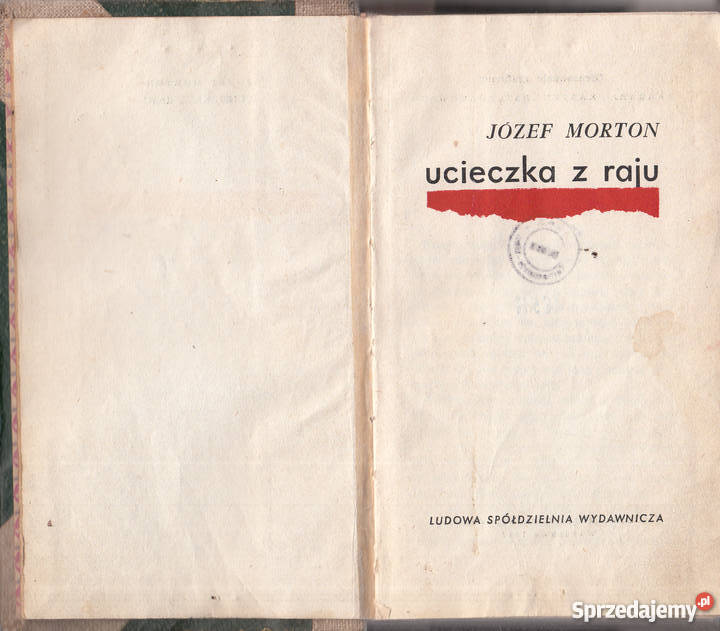 JÓZEF MORTON
ucieczka z raju
LUDOWA SPÓŁDZIELNIA WYDAWNICZA
Sprzedajemy.pl